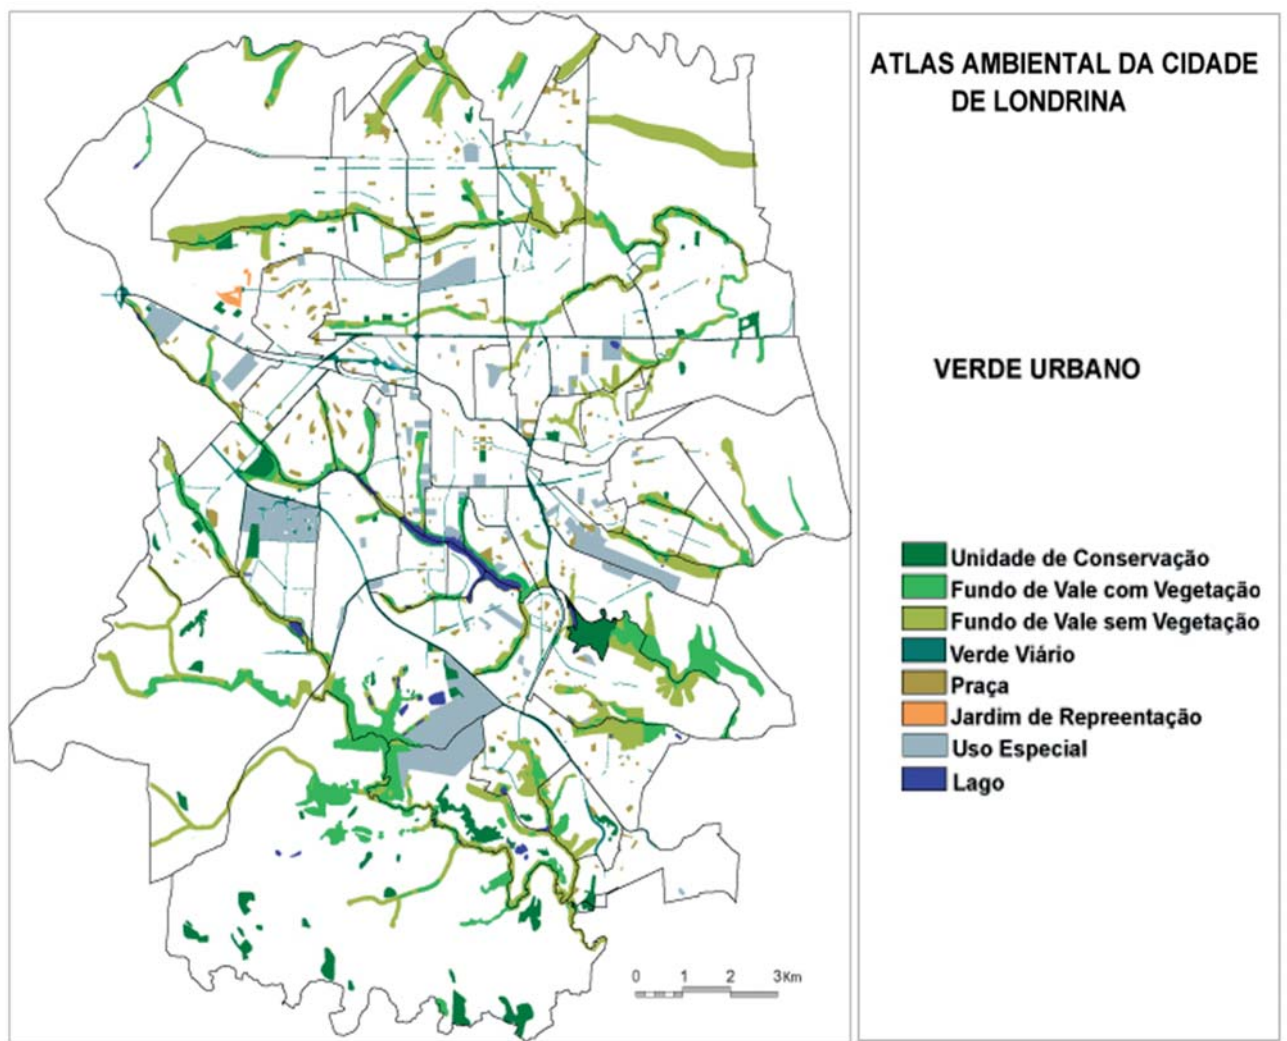 ATLAS AMBIENTAL DA CIDADE
DE LONDRINA
VERDE URBANO
Unidade de Conservação
Fundo de Vale com Vegetação
Fundo de Vale sem Vegetação
Verde Viário
Praça
Jardim de Repreentação
Uso Especial
Lago
0 1 2 3Km